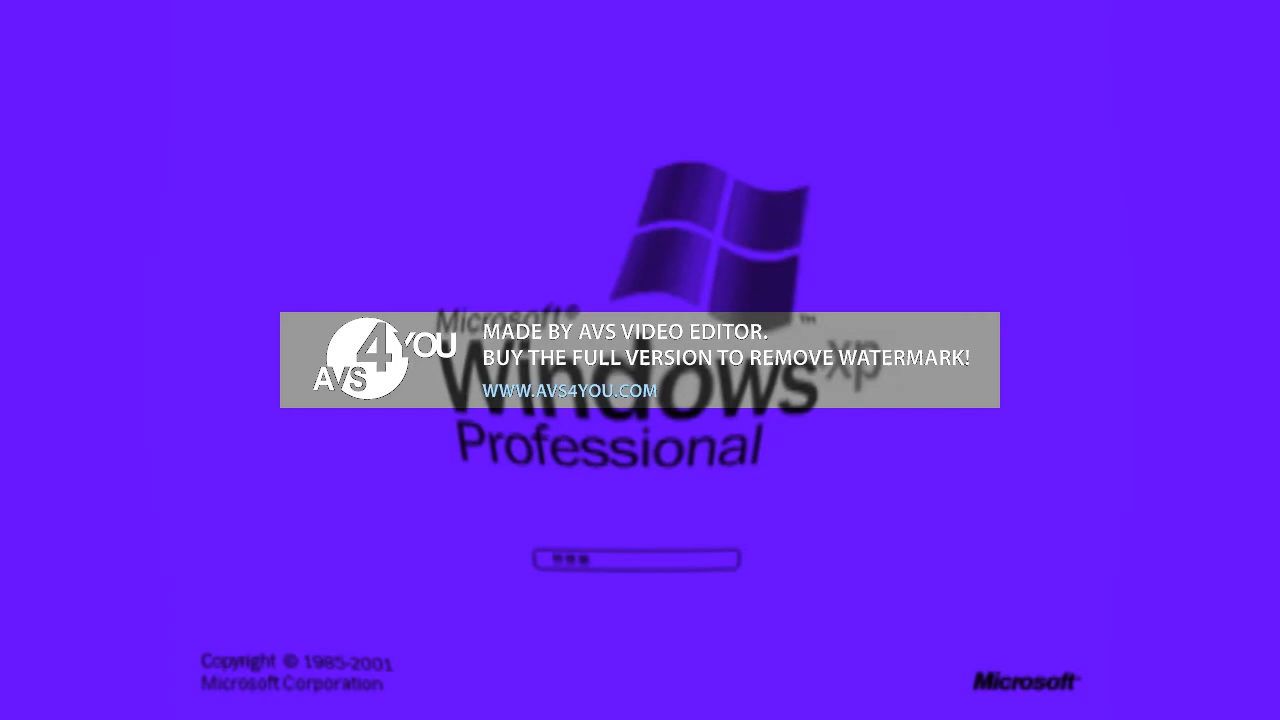 Microsoft®
Windows xp™
Professional
AVS4YOU
MADE BY AVS VIDEO EDITOR.
BUY THE FULL VERSION TO REMOVE WATERMARK!
WWW.AVS4YOU.COM
Copyright © 1985-2001
Microsoft Corporation
Microsoft